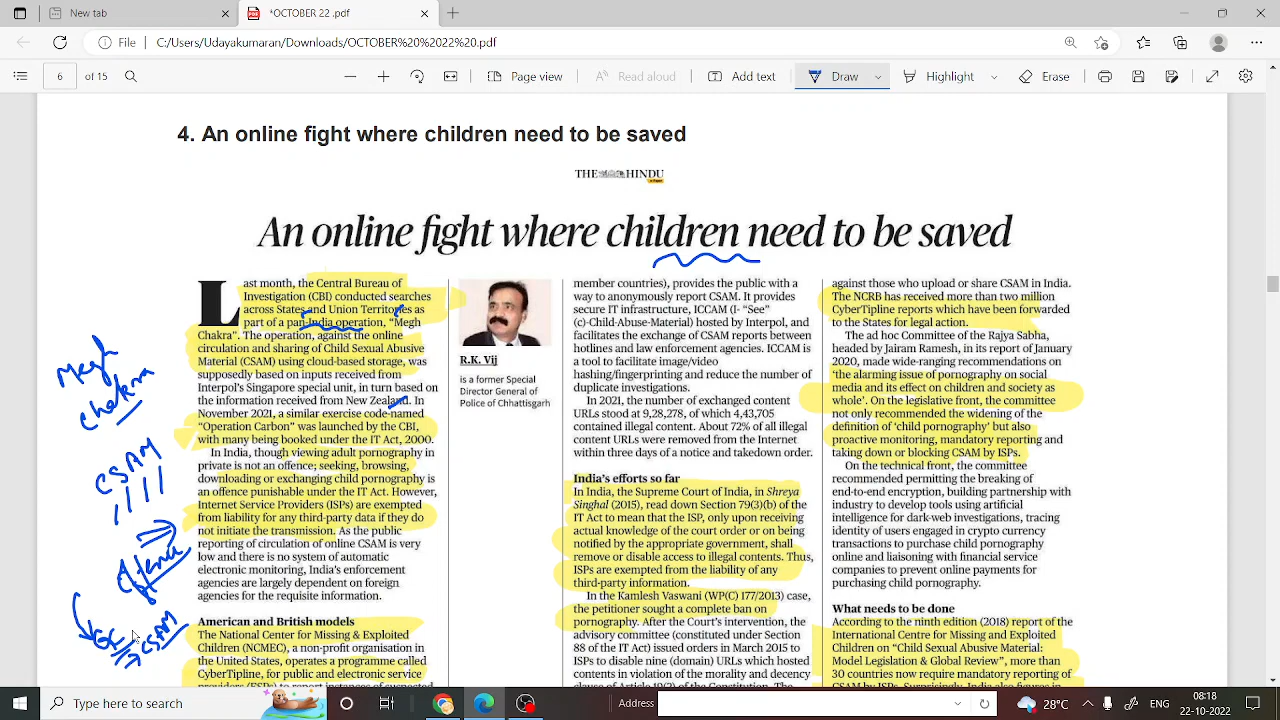 New tab
*OCTOBER 22.pdf
File
C:/Users/Udayakumaran/Downloads/OCTOBER%20%2022%20.pdf
6
of 15
Page view
Read aloud
Add text
Draw
Highlight
Erase
4. An online fight where children need to be saved
THE HINDU
An online fight where children need to be saved
Last month, the Central Bureau of
Investigation (CBI) conducted searches
across States and Union Territories as
part of a pan-India operation, “Megh
Chakra”. The operation, against the online
circulation and sharing of Child Sexual Abusive
Material (CSAM) using cloud-based storage, was
supposedly based on inputs received from
Interpol's Singapore special unit, in turn based on
the information received from New Zealand. In
November 2021, a similar exercise code-named
“Operation Carbon” was launched by the CBI,
with many being booked under the IT Act, 2000.
In India, though viewing adult pornography in
private is not an offence; seeking, browsing,
downloading or exchanging child pornography is
an offence punishable under the IT Act. However,
Internet Service Providers (ISPs) are exempted
from liability for any third-party data if they do
not initiate the transmission. As the public
reporting of circulation of online CSAM is very
low and there is no system of automatic
electronic monitoring, India's enforcement
agencies are largely dependent on foreign
agencies for the requisite information.
American and British models
The National Center for Missing & Exploited
Children (NCMEC), a non-profit organisation in
the United States, operates a programme called
CyberTipline, for public and electronic service
providers (ESPs) to report instances of suspected
R.K. Vij
is a former Special
Director General of
Police of Chhattisgarh
member countries), provides the public with a
way to anonymously report CSAM. It provides
secure IT infrastructure, ICCAM (I- “See”
(c)-Child-Abuse-Material) hosted by Interpol, and
facilitates the exchange of CSAM reports between
hotlines and law enforcement agencies. ICCAM is
a tool to facilitate image/video
hashing/fingerprinting and reduce the number of
duplicate investigations.
In 2021, the number of exchanged content
URLs stood at 9,28,278, of which 4,43,705
contained illegal content. About 72% of all illegal
content URLs were removed from the Internet
within three days of a notice and takedown order.
India's efforts so far
In India, the Supreme Court of India, in Shreya
Singhal (2015), read down Section 79(3)(b) of the
IT Act to mean that the ISP, only upon receiving
actual knowledge of the court order or on being
notified by the appropriate government, shall
remove or disable access to illegal contents. Thus,
ISPs are exempted from the liability of any
third-party information.
In the Kamlesh Vaswani (WP(C) 177/2013) case,
the petitioner sought a complete ban on
pornography. After the Court's intervention, the
advisory committee (constituted under Section
88 of the IT Act) issued orders in March 2015 to
ISPs to disable nine (domain) URLs which hosted
contents in violation of the morality and decency
clause of Article 19(2) of the Constitution. The
against those who upload or share CSAM in India.
The NCRB has received more than two million
CyberTipline reports which have been forwarded
to the States for legal action.
The ad hoc Committee of the Rajya Sabha,
headed by Jairam Ramesh, in its report of January
2020, made wide-ranging recommendations on
‘the alarming issue of pornography on social
media and its effect on children and society as
whole’. On the legislative front, the committee
not only recommended the widening of the
definition of ‘child pornography’ but also
proactive monitoring, mandatory reporting and
taking down or blocking CSAM by ISPs.
On the technical front, the committee
recommended permitting the breaking of
end-to-end encryption, building partnership with
industry to develop tools using artificial
intelligence for dark-web investigations, tracing
identity of users engaged in crypto currency
transactions to purchase child pornography
online and liaisoning with financial service
companies to prevent online payments for
purchasing child pornography.
What needs to be done
According to the ninth edition (2018) report of the
International Centre for Missing and Exploited
Children on “Child Sexual Abusive Material:
Model Legislation & Global Review”, more than
30 countries now require mandatory reporting of
CSAM by ISPs. Surprisingly, India also figures in
Megh
Chakra
CSAM
CSAM
Type here to search
Address
28°C
ENG
08:18
22-10-2022